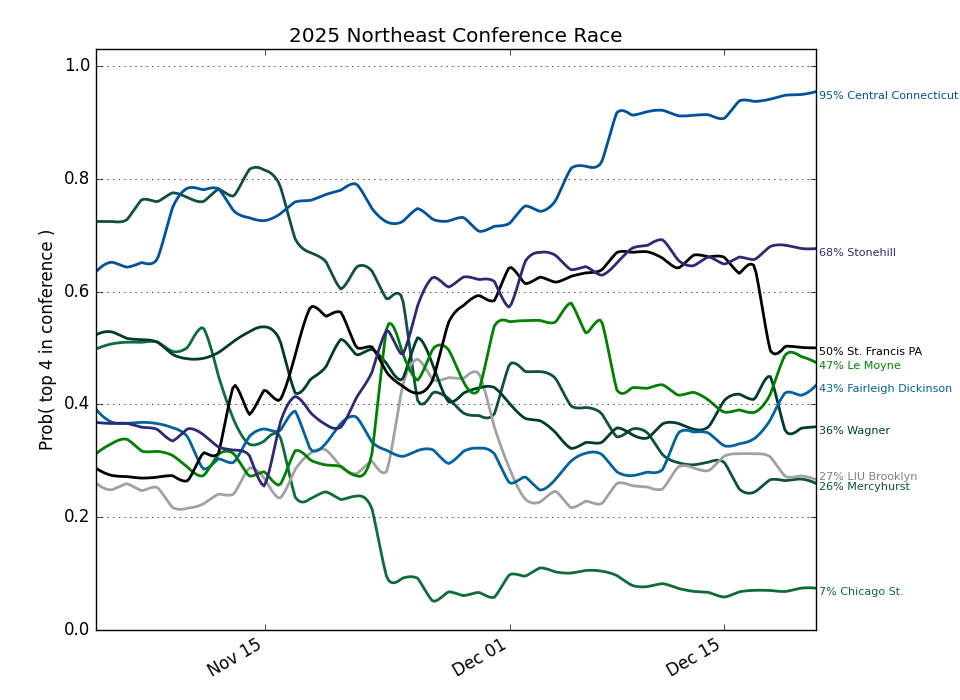 2025 Northeast Conference Race
Prob( top 4 in conference )
1.0
0.8
0.6
0.4
0.2
0.0
Nov 15
Dec 01
Dec 15
95% Central Connecticut
68% Stonehill
50% St. Francis PA
47% Le Moyne
43% Fairleigh Dickinson
36% Wagner
27% LIU Brooklyn
26% Mercyhurst
7% Chicago St.